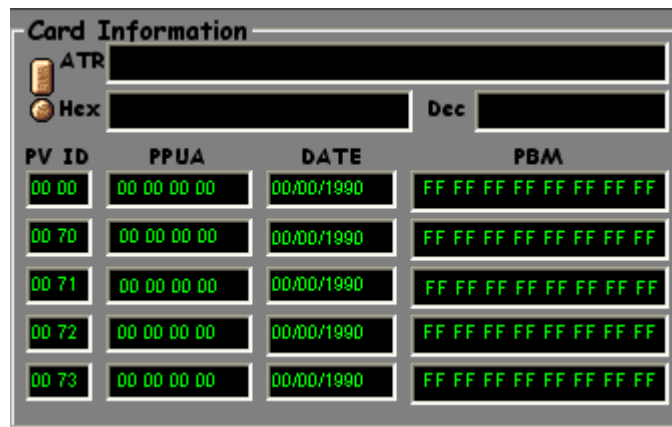 Card Information
ATR
Hex Dec
PV ID PPUA DATE PBM
00 00 00 00 00 00 00/00/1990 FF FF FF FF FF FF FF FF
00 70 00 00 00 00 00/00/1990 FF FF FF FF FF FF FF FF
00 71 00 00 00 00 00/00/1990 FF FF FF FF FF FF FF FF
00 72 00 00 00 00 00/00/1990 FF FF FF FF FF FF FF FF
00 73 00 00 00 00 00/00/1990 FF FF FF FF FF FF FF FF